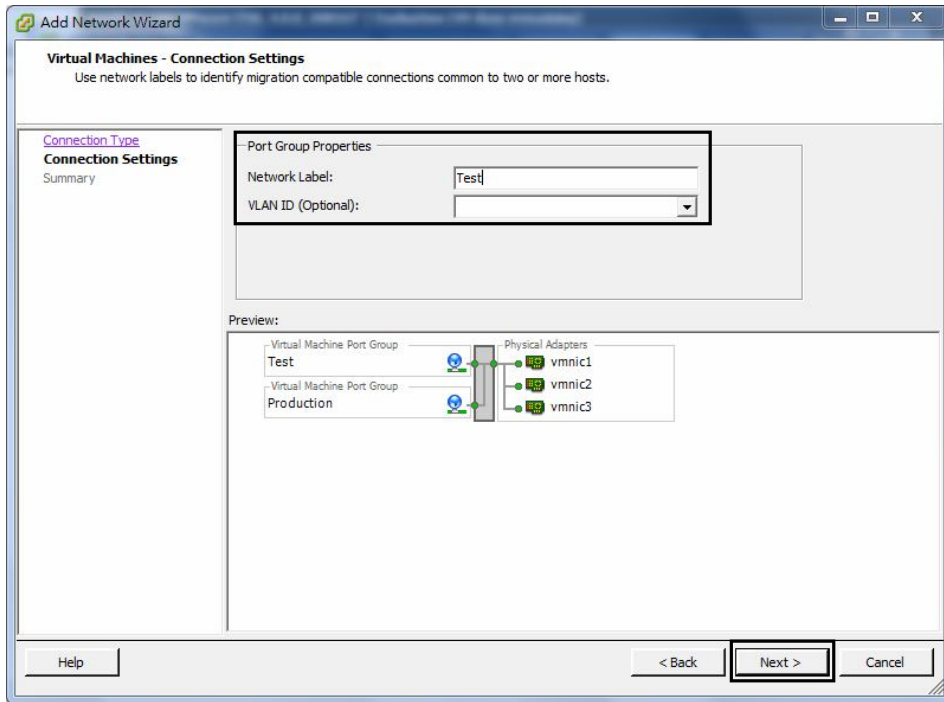 Add Network Wizard
Virtual Machines - Connection Settings
Use network labels to identify migration compatible connections common to two or more hosts.
Connection Type
Connection Settings
Summary
Port Group Properties
Network Label:
Test
VLAN ID (Optional):
Preview:
Virtual Machine Port Group
Test
Virtual Machine Port Group
Production
Physical Adapters
vmnic1
vmnic2
vmnic3
Help
< Back
Next >
Cancel